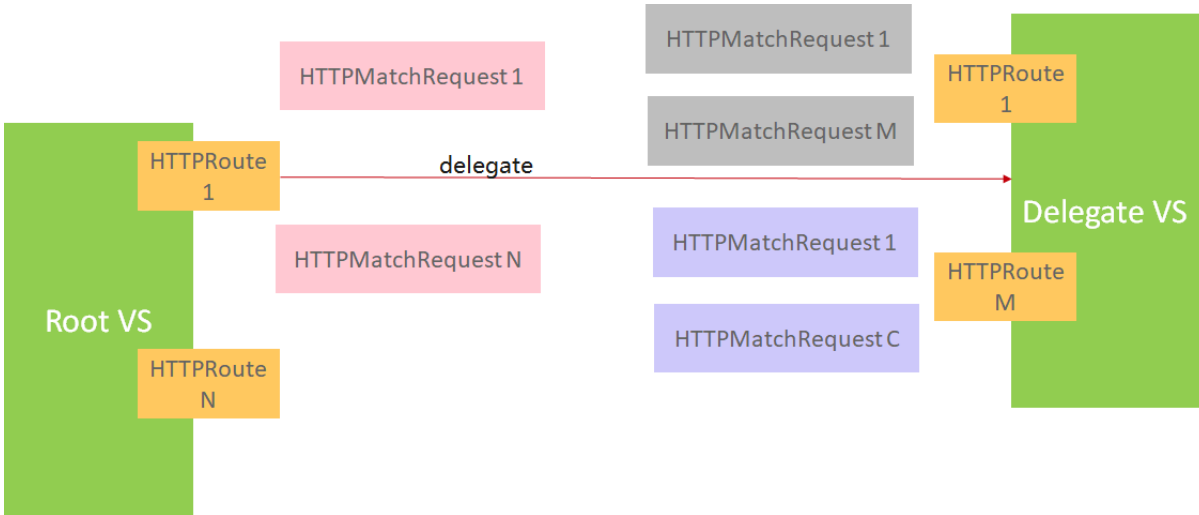 HTTPMatchRequest 1
HTTPMatchRequest 1
HTTPRoute
1
HTTPMatchRequest M
HTTPRoute
1
delegate
Delegate VS
HTTPMatchRequest 1
HTTPMatchRequest N
HTTPRoute
M
Root VS
HTTPMatchRequest C
HTTPRoute
N